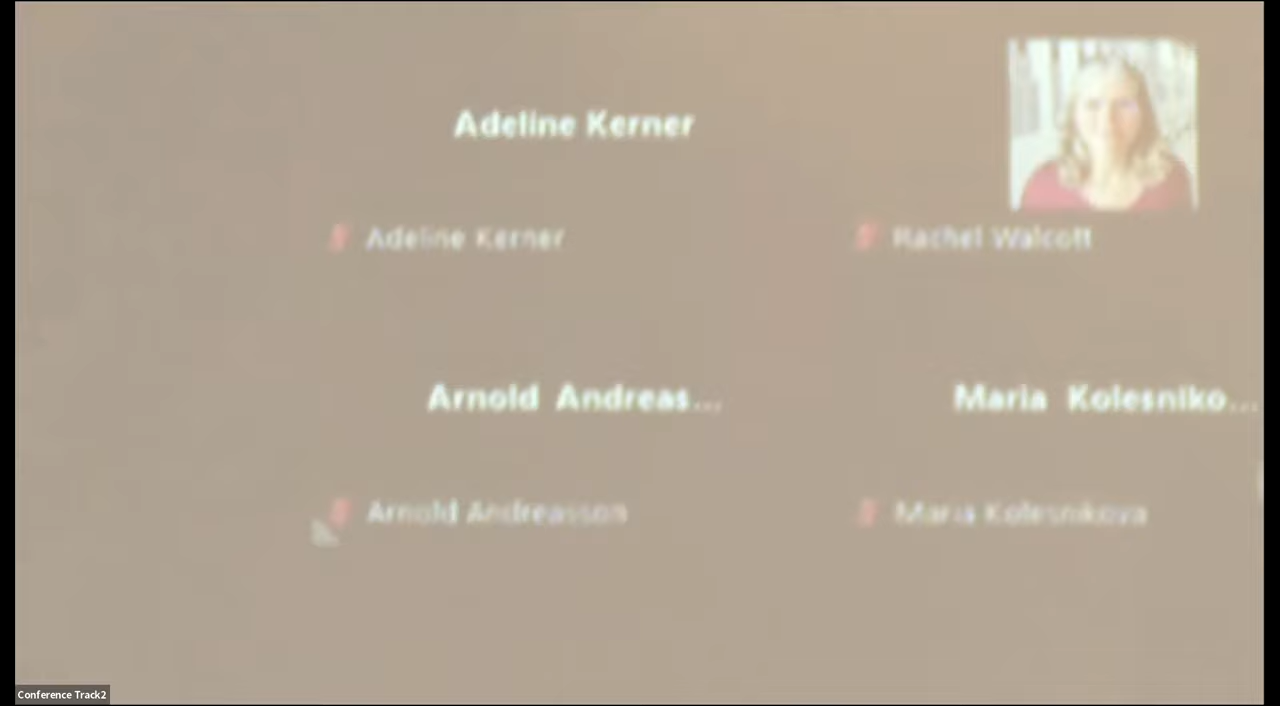 Adeline Kerner
Adeline Kerner
Rachel Walcott
Arnold Andreas...
Maria Kolesniko...
Arnold Andreasson
Maria Kolesnikova
Conference Track2